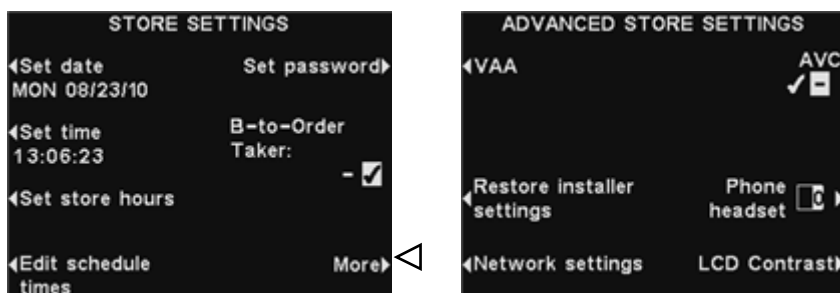 STORE SETTINGS
Set date
MON 08/23/10
Set password
Set time
13:06:23
B-to-Order
Taker:
-
Set store hours
Edit schedule
times
More
ADVANCED STORE SETTINGS
VAA
AVC
-
Restore installer
settings
Phone
headset
0
Network settings
LCD Contrast